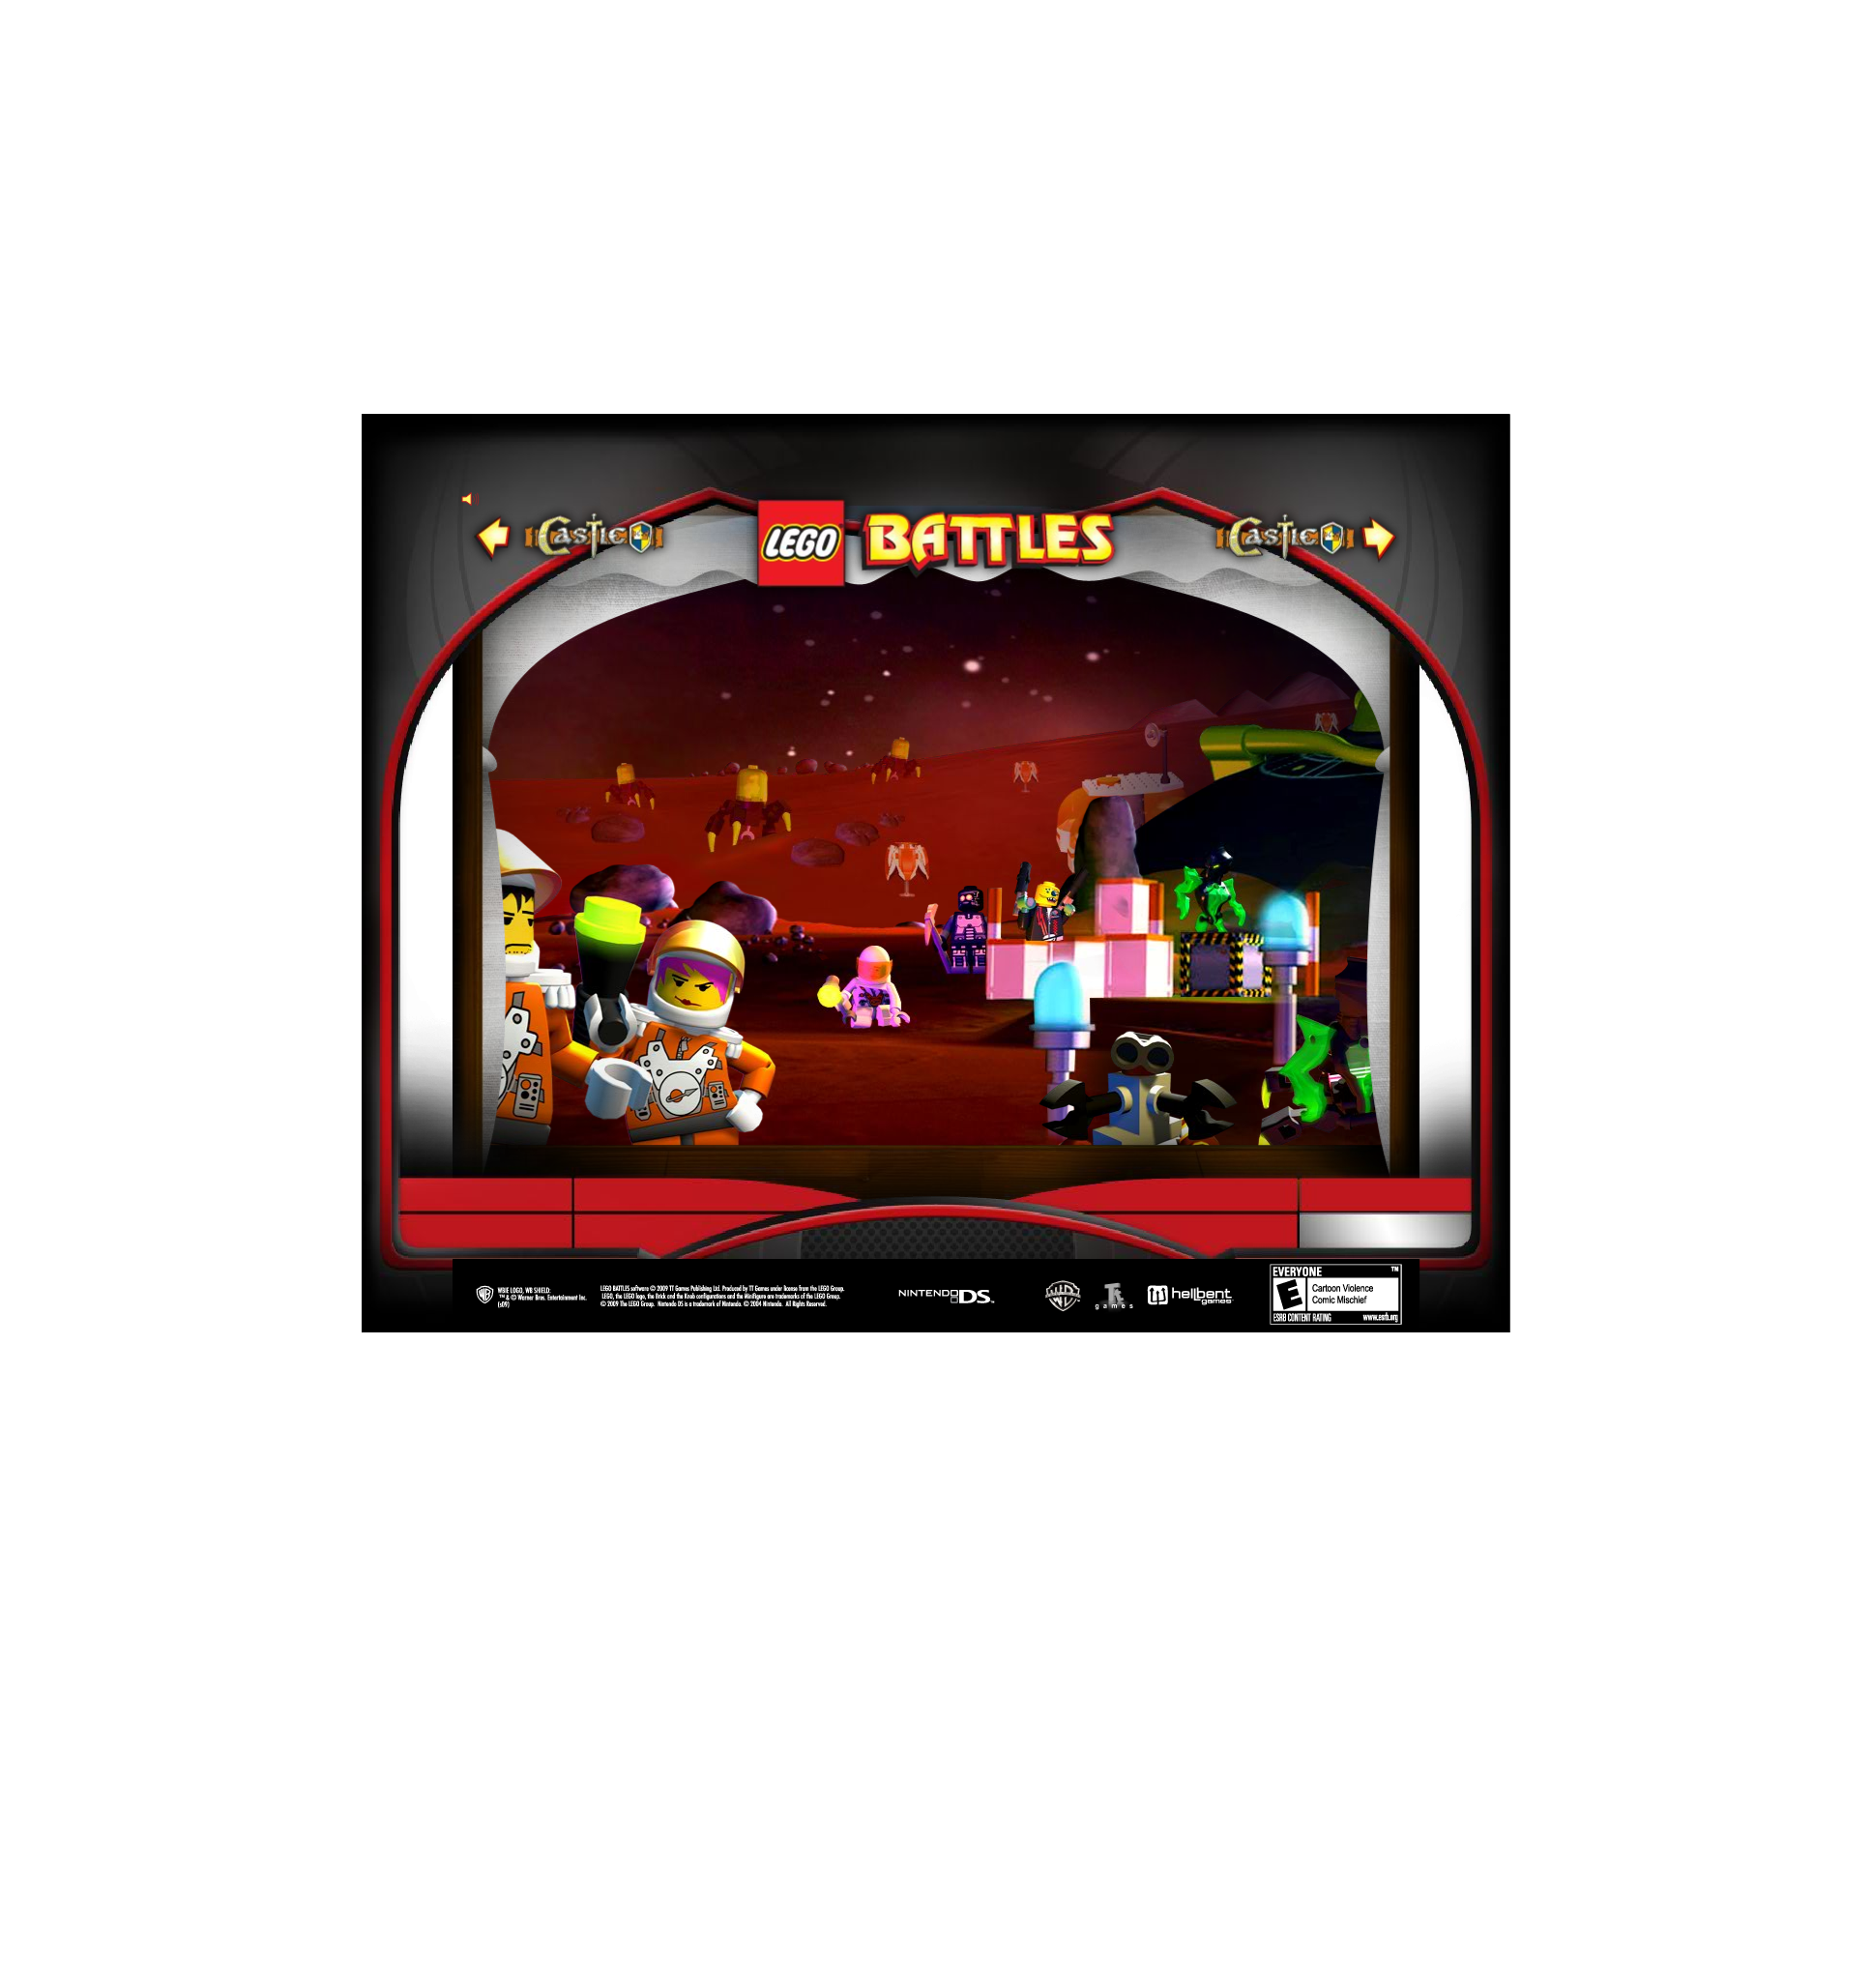 CASTLE
LEGO BATTLES
CASTLE
WBIE LOGO, WB SHIELD:
™ & © Warner Bros. Entertainment Inc.
(s09)
LEGO BATTLES software © 2009 TT Games Publishing Ltd. Produced by TT Games under license from the LEGO Group.
LEGO, the LEGO logo, the Brick and the Knob configurations and the Minifigure are trademarks of the LEGO Group.
© 2009 The LEGO Group. Nintendo DS is a trademark of Nintendo. © 2004 Nintendo. All Rights Reserved.
NINTENDO DS™
games
hellbent
games
EVERYONE ™
E
Cartoon Violence
Comic Mischief
ESRB CONTENT RATING www.esrb.org